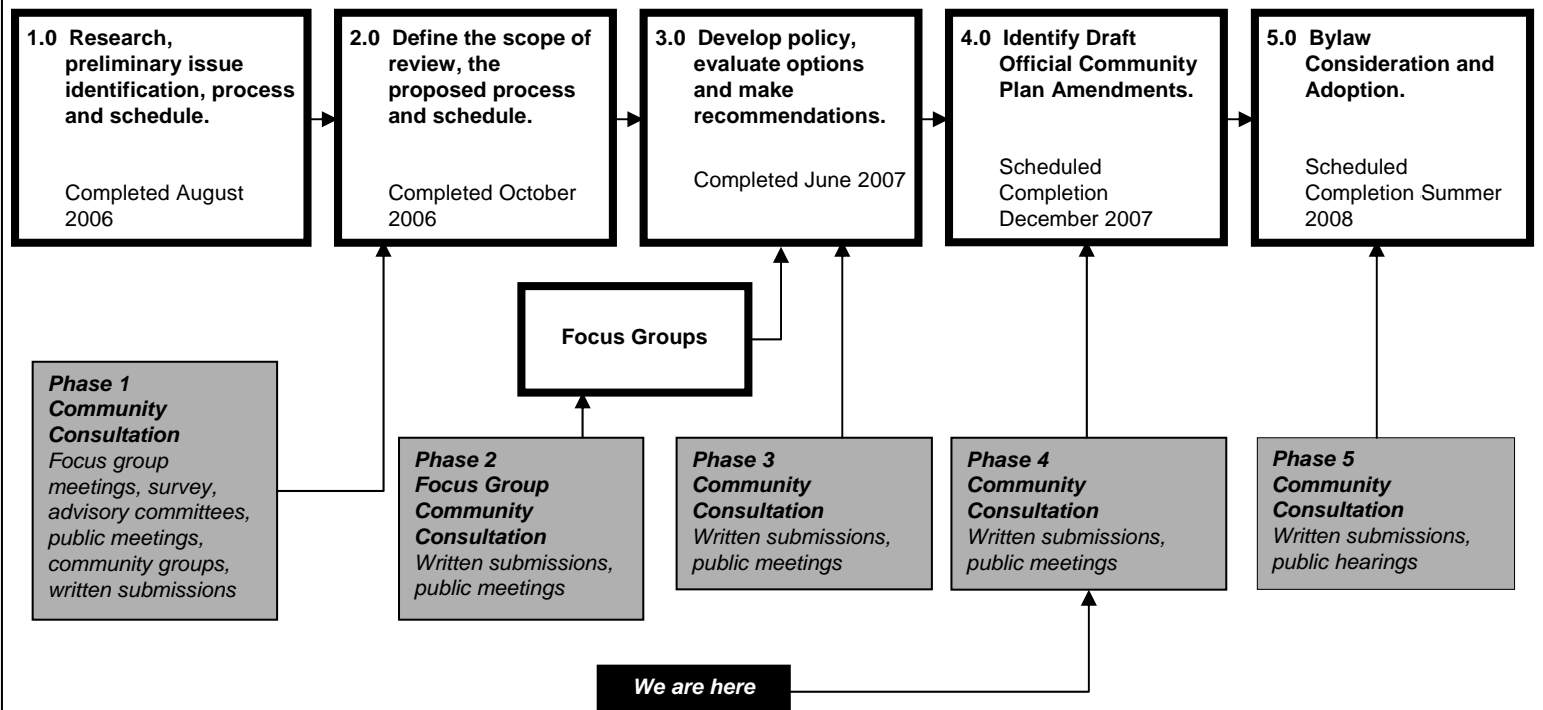 1.0 Research,
preliminary issue
identification, process
and schedule.
Completed August
2006
2.0 Define the scope of
review, the
proposed process
and schedule.
Completed October
2006
3.0 Develop policy,
evaluate options
and make
recommendations.
Completed June 2007
4.0 Identify Draft
Official Community
Plan Amendments.
Scheduled
Completion
December 2007
5.0 Bylaw
Consideration and
Adoption.
Scheduled
Completion Summer
2008
Focus Groups
Phase 1
Community
Consultation
Focus group
meetings, survey,
advisory committees,
public meetings,
community groups,
written submissions
Phase 2
Focus Group
Community
Consultation
Written submissions,
public meetings
Phase 3
Community
Consultation
Written submissions,
public meetings
Phase 4
Community
Consultation
Written submissions,
public meetings
Phase 5
Community
Consultation
Written submissions,
public hearings
We are here